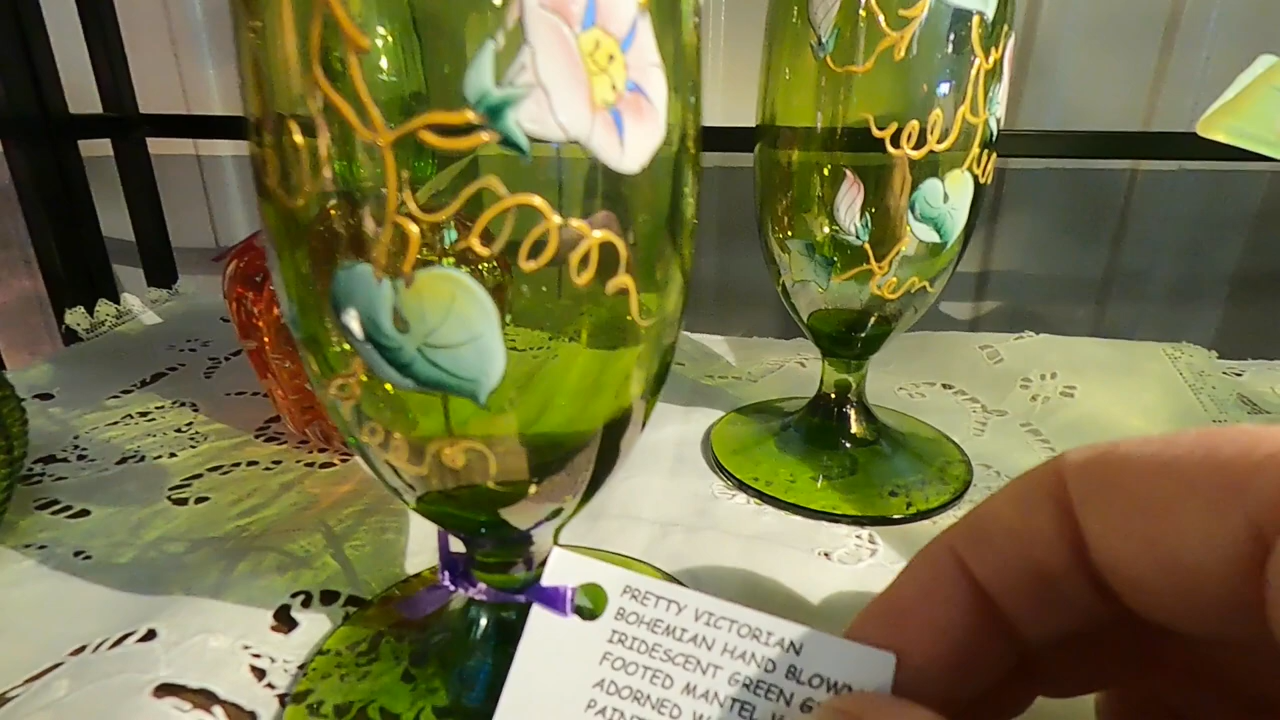 PRETTY VICTORIAN
BOHEMIAN HAND BLOWN
IRIDESCENT GREEN
FOOTED MANTEL
ADORNED